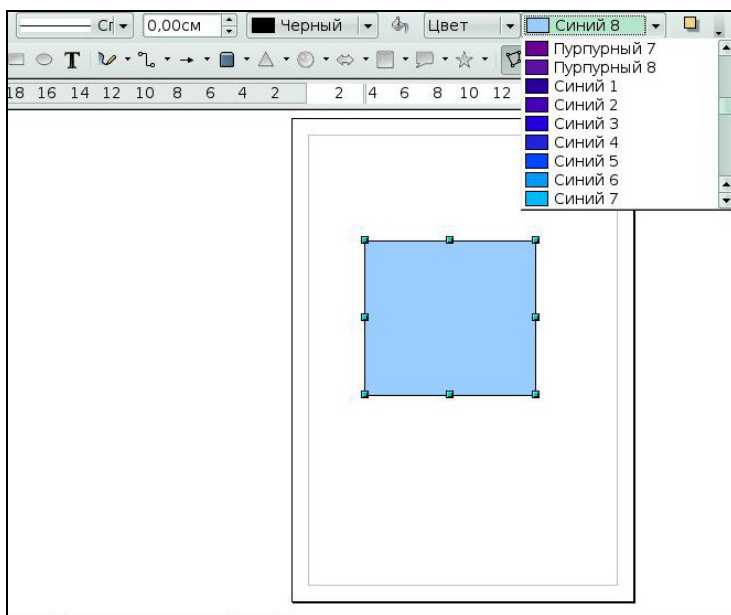 Сг 0,00см Черный Цвет Синий 8
T
18 16 14 12 10 8 6 4 2 2 4 6 8 10 12
Пурпурный 7
Пурпурный 8
Синий 1
Синий 2
Синий 3
Синий 4
Синий 5
Синий 6
Синий 7